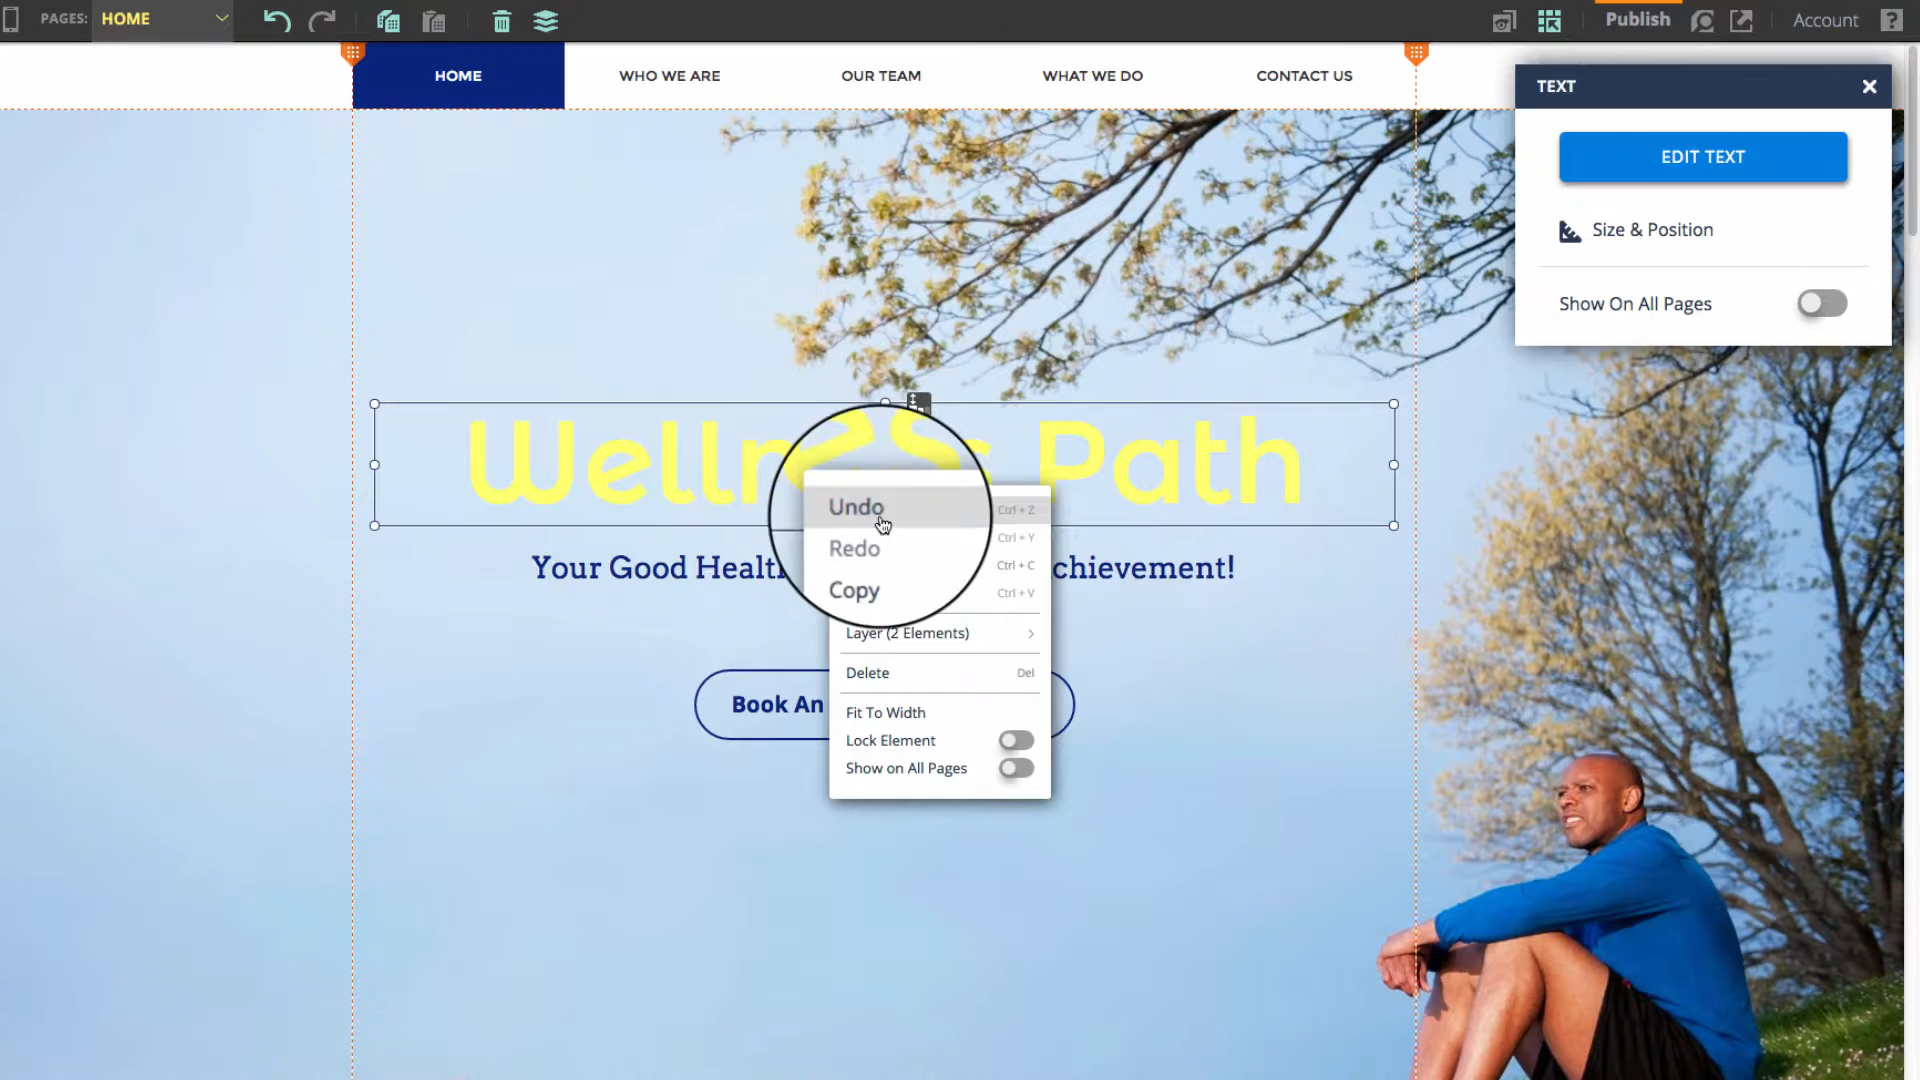 PAGES: HOME
Publish
Account
?
HOME
WHO WE ARE
OUR TEAM
WHAT WE DO
CONTACT US
TEXT
EDIT TEXT
Size & Position
Show On All Pages
Path
Your Good Health
chievement!
Undo
Ctrl + Z
Redo
Ctrl + Y
Copy
Ctrl + C
Ctrl + V
Layer (2 Elements)
Delete
Del
Book An
Fit To Width
Lock Element
Show on All Pages